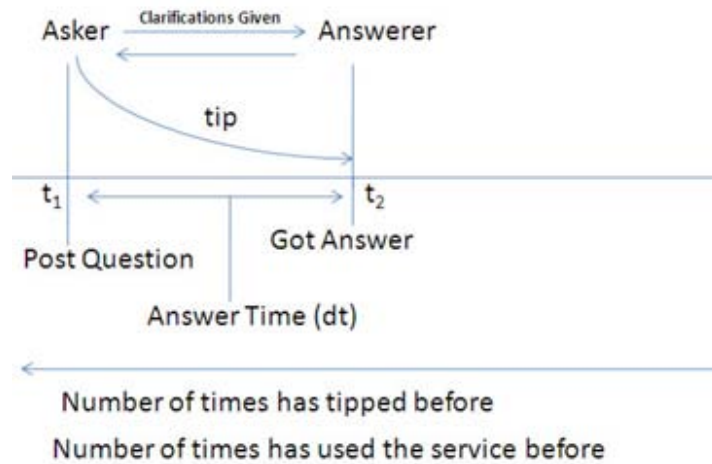 Clarifications Given
Asker Answerer
tip
t₁ t₂
Got Answer
Post Question
Answer Time (dt)
Number of times has tipped before
Number of times has used the service before